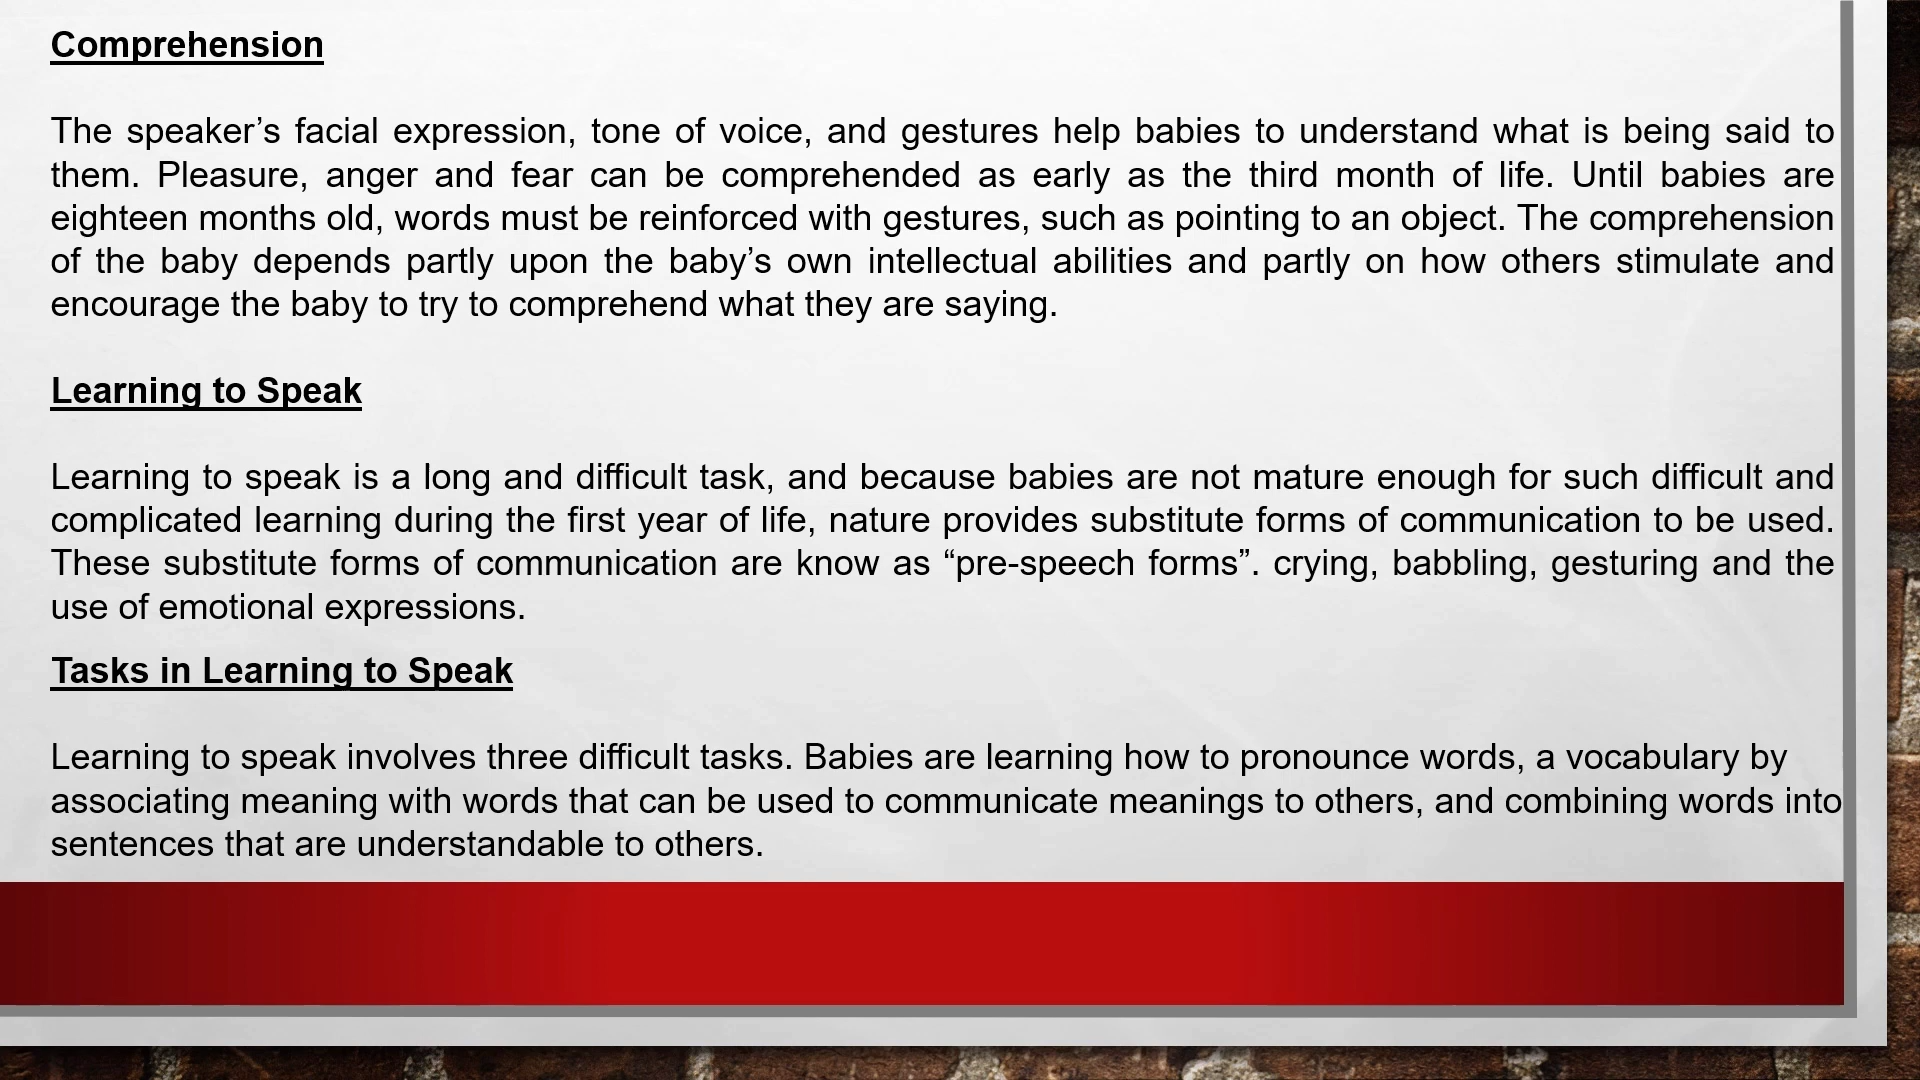 Comprehension
The speaker’s facial expression, tone of voice, and gestures help babies to understand what is being said to
them. Pleasure, anger and fear can be comprehended as early as the third month of life. Until babies are
eighteen months old, words must be reinforced with gestures, such as pointing to an object. The comprehension
of the baby depends partly upon the baby’s own intellectual abilities and partly on how others stimulate and
encourage the baby to try to comprehend what they are saying.
Learning to Speak
Learning to speak is a long and difficult task, and because babies are not mature enough for such difficult and
complicated learning during the first year of life, nature provides substitute forms of communication to be used.
These substitute forms of communication are know as “pre-speech forms”. crying, babbling, gesturing and the
use of emotional expressions.
Tasks in Learning to Speak
Learning to speak involves three difficult tasks. Babies are learning how to pronounce words, a vocabulary by
associating meaning with words that can be used to communicate meanings to others, and combining words into
sentences that are understandable to others.